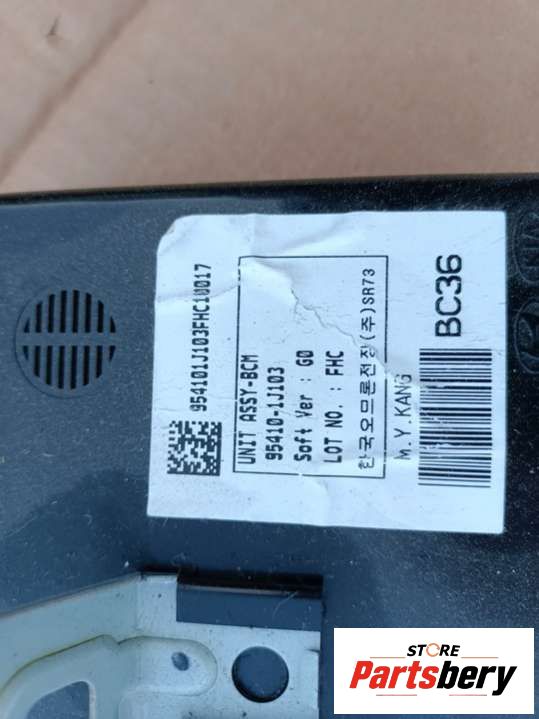 954101J103FHC10017
UNIT ASSY-BCM
95410-1J103
Soft Ver : G0
LOT NO. : FHC
한국오므론전장(주)SR73
M.Y.KANG
BC36
STORE
Partsbery